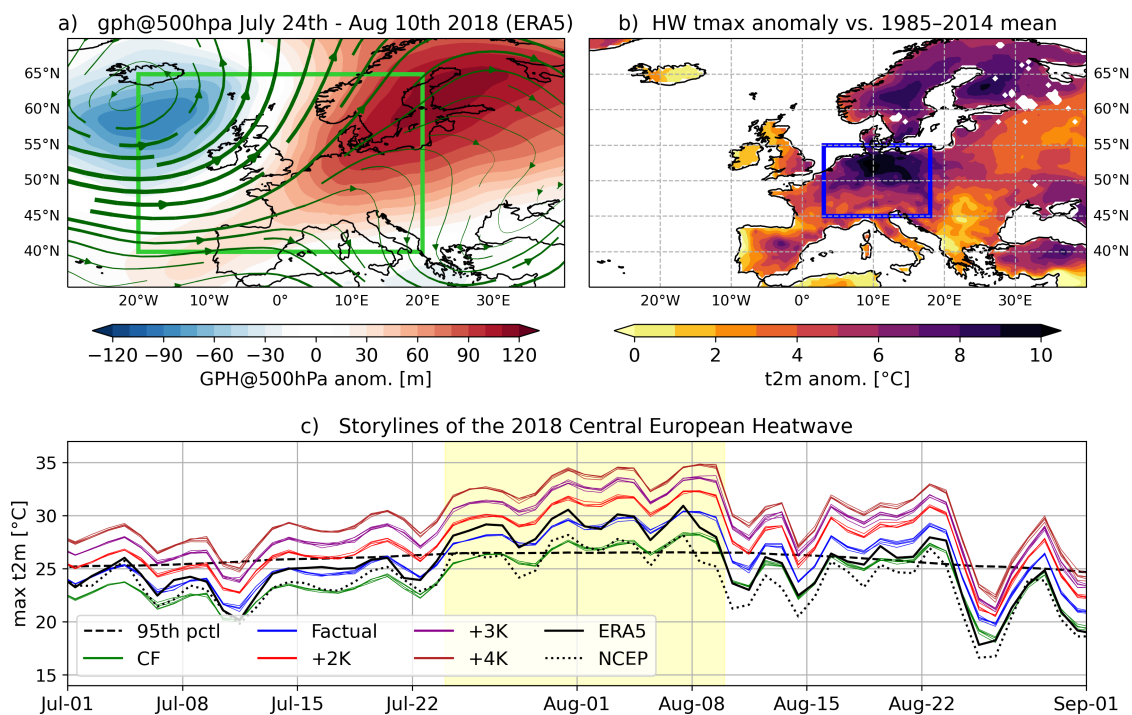 a) gph@500hpa July 24th - Aug 10th 2018 (ERA5)
b) HW tmax anomaly vs. 1985–2014 mean
65°N
60°N
55°N
50°N
45°N
40°N
65°N
60°N
55°N
50°N
45°N
40°N
20°W 10°W 0° 10°E 20°E 30°E
20°W 10°W 0° 10°E 20°E 30°E
−120 −90 −60 −30 0 30 60 90 120
GPH@500hPa anom. [m]
0 2 4 6 8 10
t2m anom. [°C]
c) Storylines of the 2018 Central European Heatwave
max t2m [°C]
35
30
25
20
15
95th pctl Factual +3K ERA5
CF +2K +4K NCEP
Jul-01 Jul-08 Jul-15 Jul-22 Aug-01 Aug-08 Aug-15 Aug-22 Sep-01